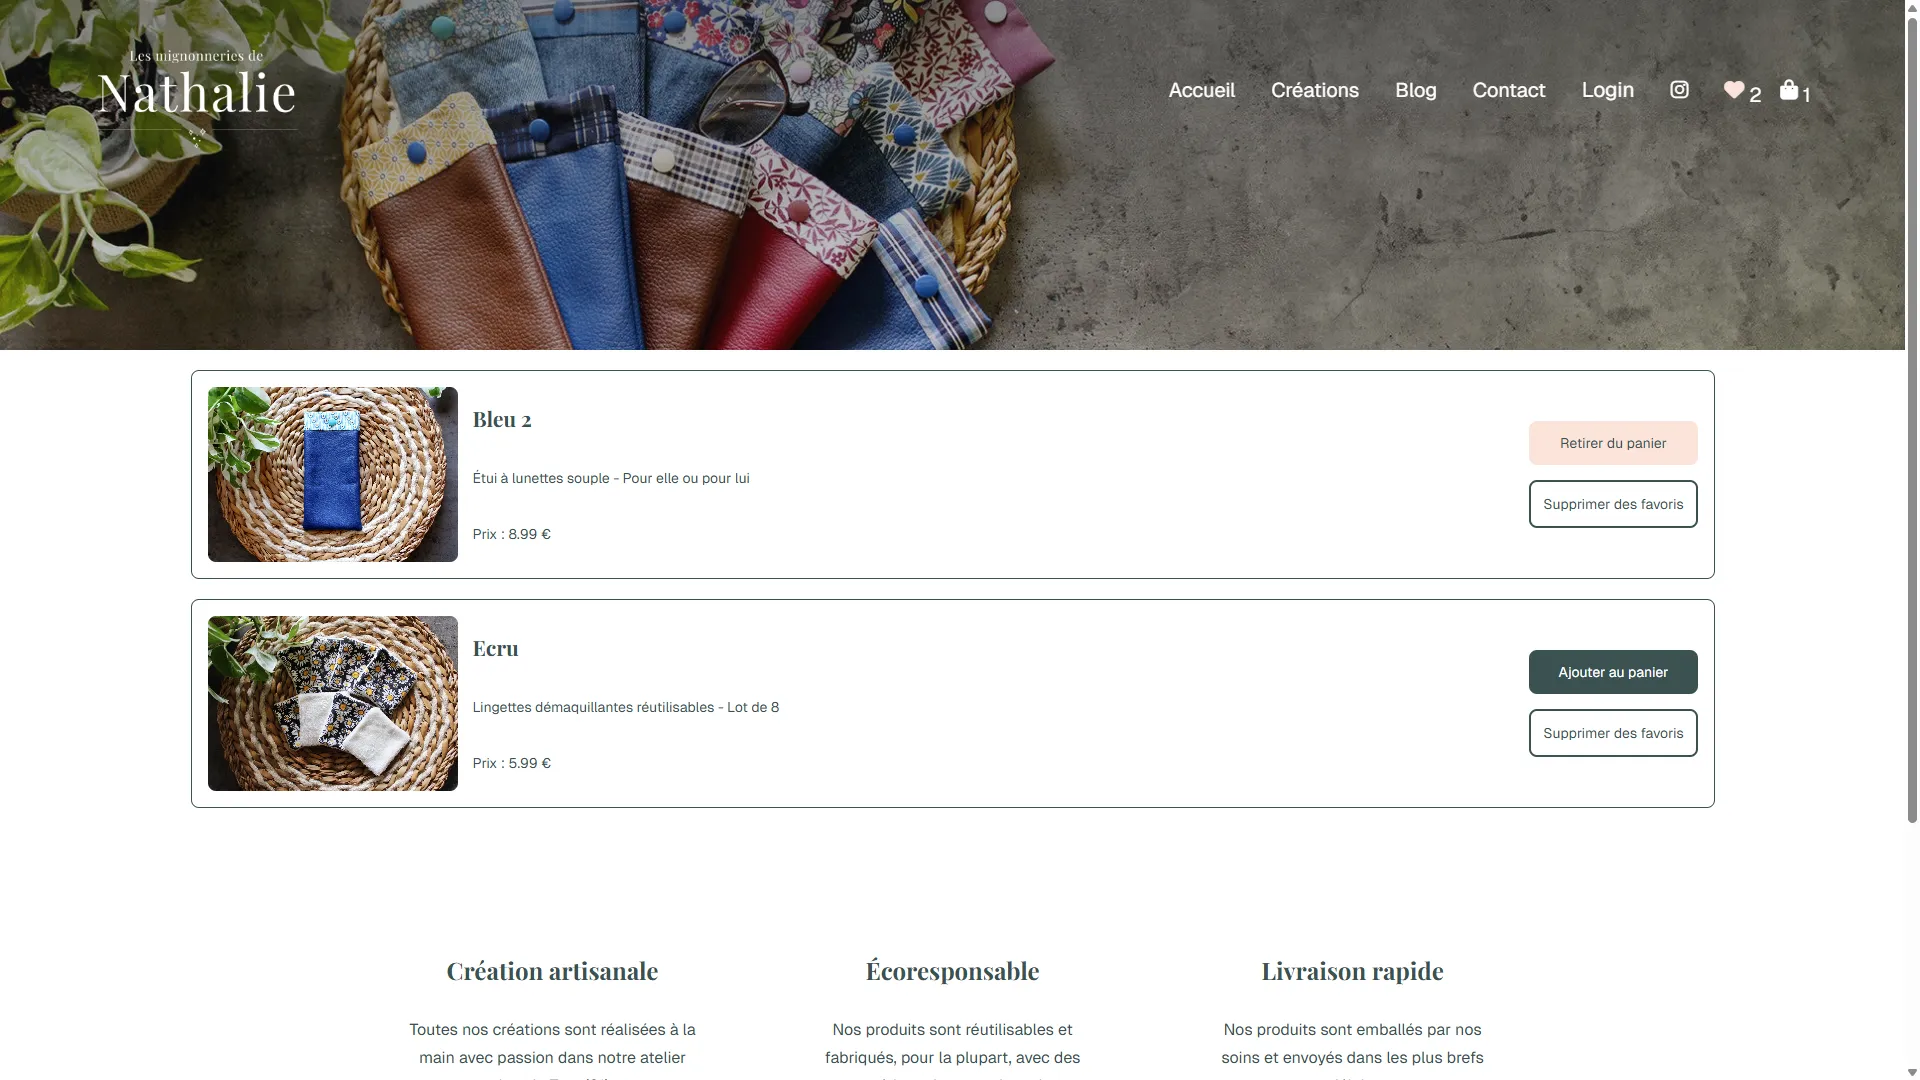 Les mignonneries de
Nathalie
Accueil Créations Blog Contact Login 2 1
Bleu 2
Étui à lunettes souple - Pour elle ou pour lui
Prix : 8.99 €
Retirer du panier
Supprimer des favoris
Ecru
Lingettes démaquillantes réutilisables - Lot de 8
Prix : 5.99 €
Ajouter au panier
Supprimer des favoris
Création artisanale
Toutes nos créations sont réalisées à la
main avec passion dans notre atelier
Écoresponsable
Nos produits sont réutilisables et
fabriqués, pour la plupart, avec des
Livraison rapide
Nos produits sont emballés par nos
soins et envoyés dans les plus brefs